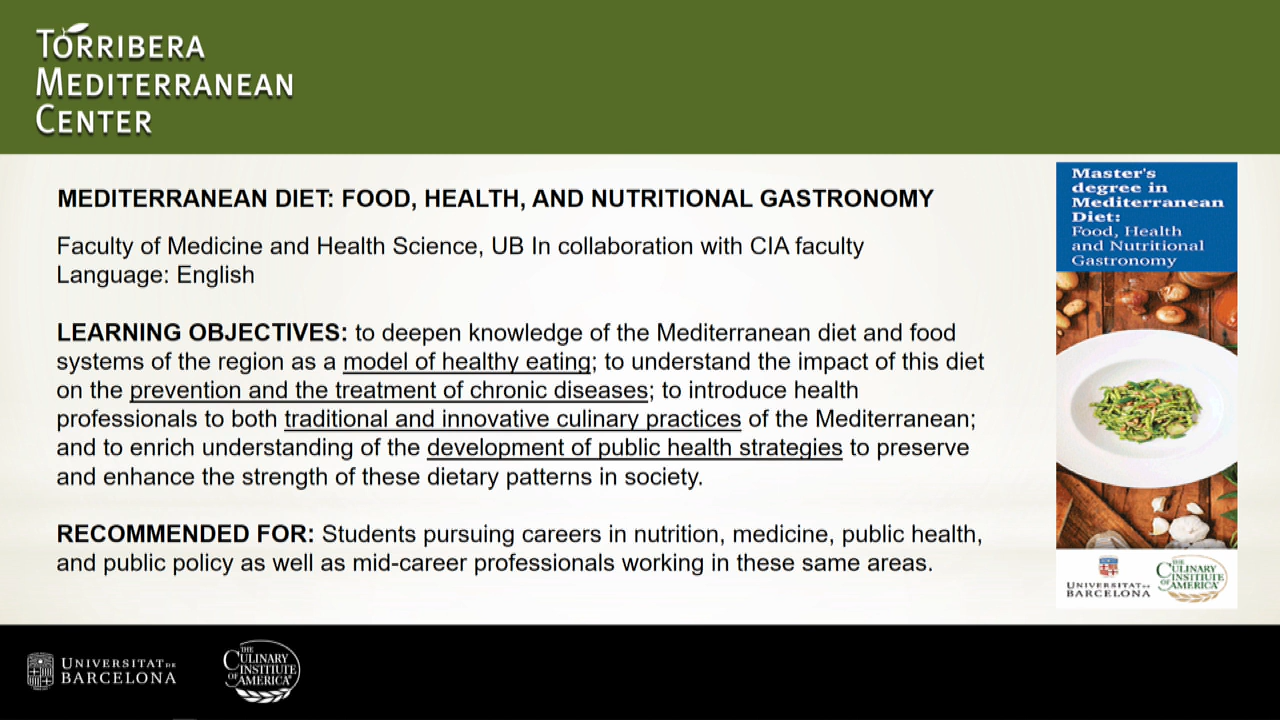 TORRIBERA
MEDITERRANEAN
CENTER
MEDITERRANEAN DIET: FOOD, HEALTH, AND NUTRITIONAL GASTRONOMY
Faculty of Medicine and Health Science, UB In collaboration with CIA faculty
Language: English
LEARNING OBJECTIVES: to deepen knowledge of the Mediterranean diet and food
systems of the region as a model of healthy eating; to understand the impact of this diet
on the prevention and the treatment of chronic diseases; to introduce health
professionals to both traditional and innovative culinary practices of the Mediterranean;
and to enrich understanding of the development of public health strategies to preserve
and enhance the strength of these dietary patterns in society.
RECOMMENDED FOR: Students pursuing careers in nutrition, medicine, public health,
and public policy as well as mid-career professionals working in these same areas.
Master's
degree in
Mediterranean
Diet:
Food, Health
and Nutritional
Gastronomy
UNIVERSITAT DE
BARCELONA
THE
CULINARY
INSTITUTE
OF AMERICA®
UNIVERSITAT DE
BARCELONA
THE
CULINARY
INSTITUTE
OF AMERICA®